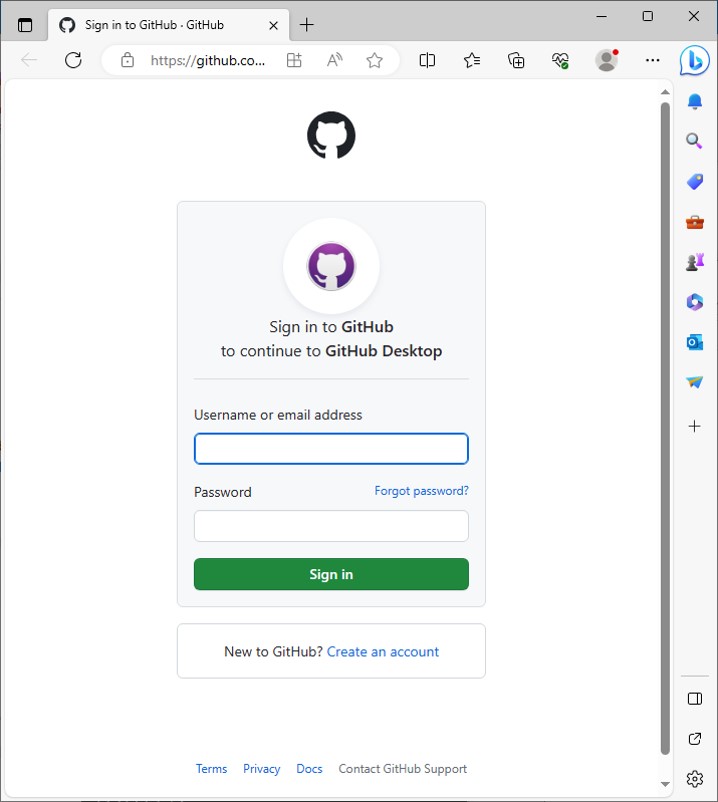 Sign in to GitHub · GitHub
https://github.co...
Sign in to GitHub
to continue to GitHub Desktop
Username or email address
Password
Forgot password?
Sign in
New to GitHub? Create an account
Terms Privacy Docs Contact GitHub Support